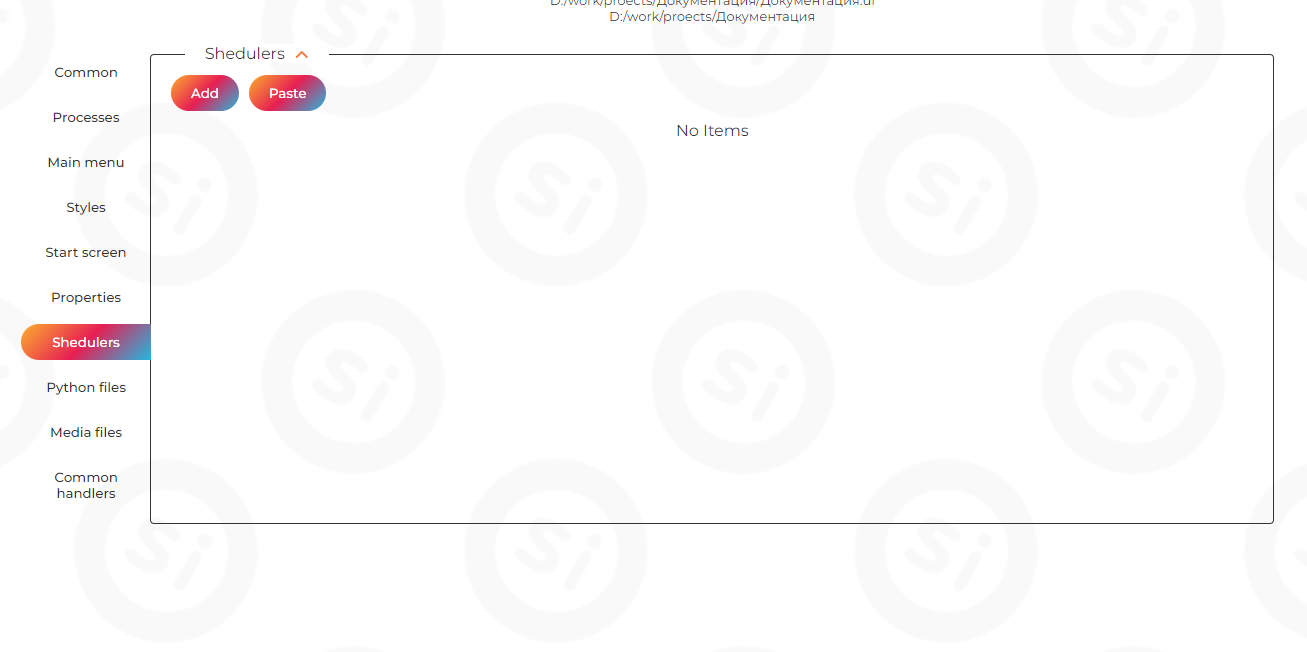 D:/work/proects/Документация/Документация.ui
D:/work/proects/Документация
Shedulers
Common
Add
Paste
Processes
No Items
Main menu
Styles
Start screen
Properties
Shedulers
Python files
Media files
Common
handlers